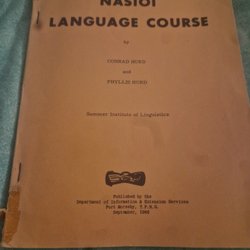 NASIOI
LANGUAGE COURSE
by
CONRAD HURD
and
PHYLLIS HURD
Summer Institute of Linguistics
Published by the
Department of Information & Extension Services
Port Moresby, T.P.N.G.
September, 1966